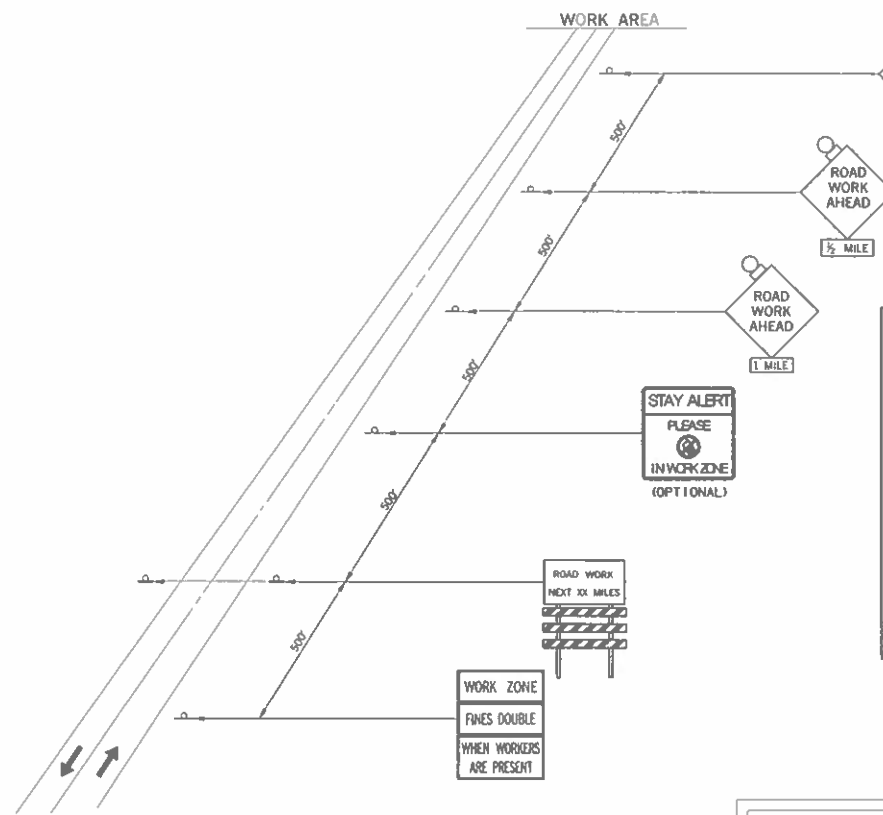 WORK AREA
500'
ROAD
WORK
AHEAD
½ MILE
500'
ROAD
WORK
AHEAD
1 MILE
500'
STAY ALERT
PLEASE
IN WORK ZONE
(OPTIONAL)
500'
ROAD WORK
NEXT XX MILES
500'
WORK ZONE
FINES DOUBLE
WHEN WORKERS
ARE PRESENT